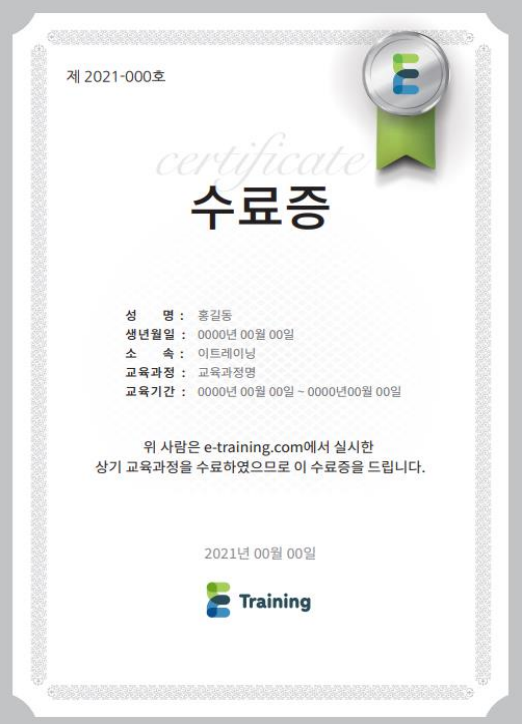 제 2021-000호
certificate
수료증
성 명 : 홍길동
생년월일 : 0000년 00월 00일
소 속 : 이트레이닝
교육과정 : 교육과정명
교육기간 : 0000년 00월 00일 ~ 0000년00월 00일
위 사람은 e-training.com에서 실시한
상기 교육과정을 수료하였으므로 이 수료증을 드립니다.
2021년 00월 00일
E Training